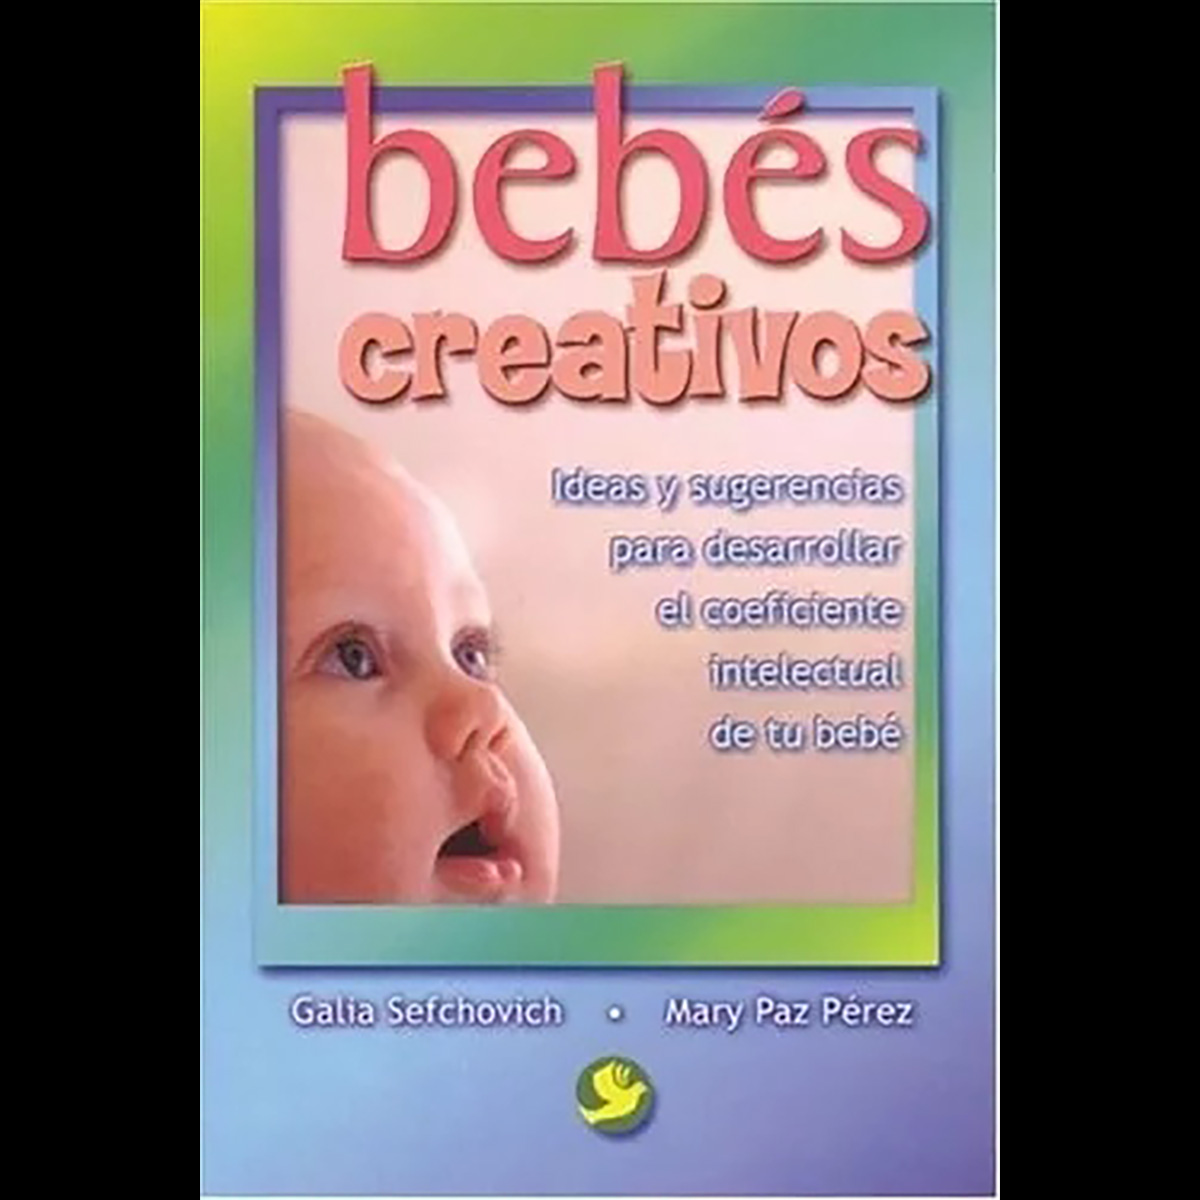 bebés
creativos
Ideas y sugerencias
para desarrollar
el coeficiente
intelectual
de tu bebé
Galia Sefchovich • Mary Paz Pérez